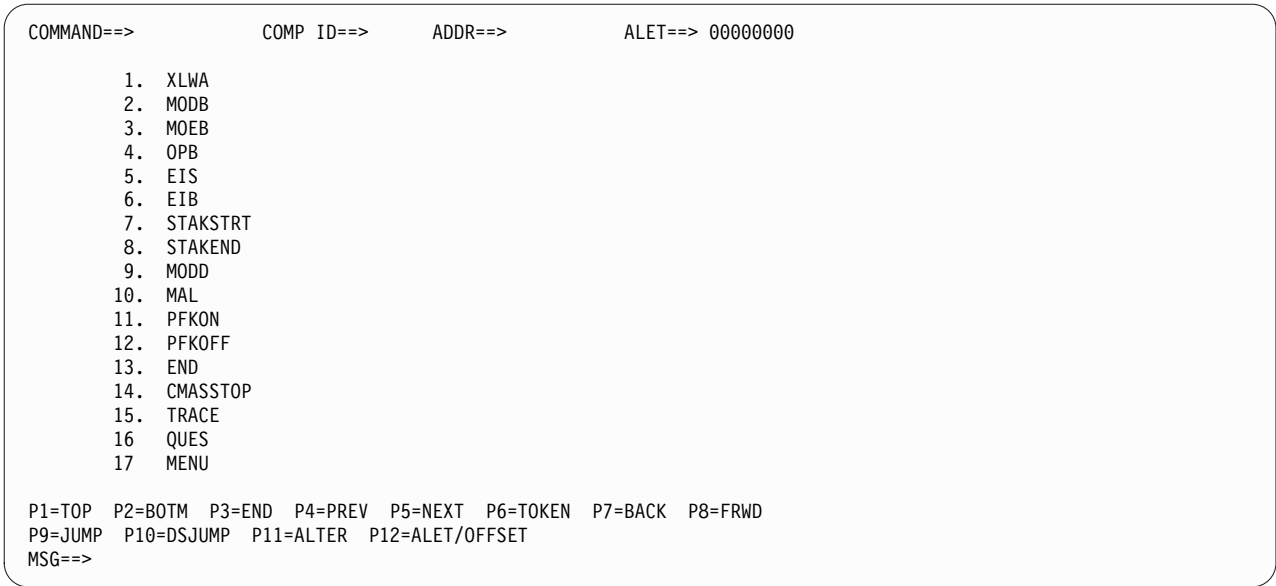 COMMAND==> COMP ID==> ADDR==> ALET==> 00000000
1. XLWA
2. MODB
3. MOEB
4. OPB
5. EIS
6. EIB
7. STAKSTRT
8. STAKEND
9. MODD
10. MAL
11. PFKON
12. PFKOFF
13. END
14. CMASSTOP
15. TRACE
16 QUES
17 MENU
P1=TOP P2=BOTM P3=END P4=PREV P5=NEXT P6=TOKEN P7=BACK P8=FRWD
P9=JUMP P10=DSJUMP P11=ALTER P12=ALET/OFFSET
MSG==>